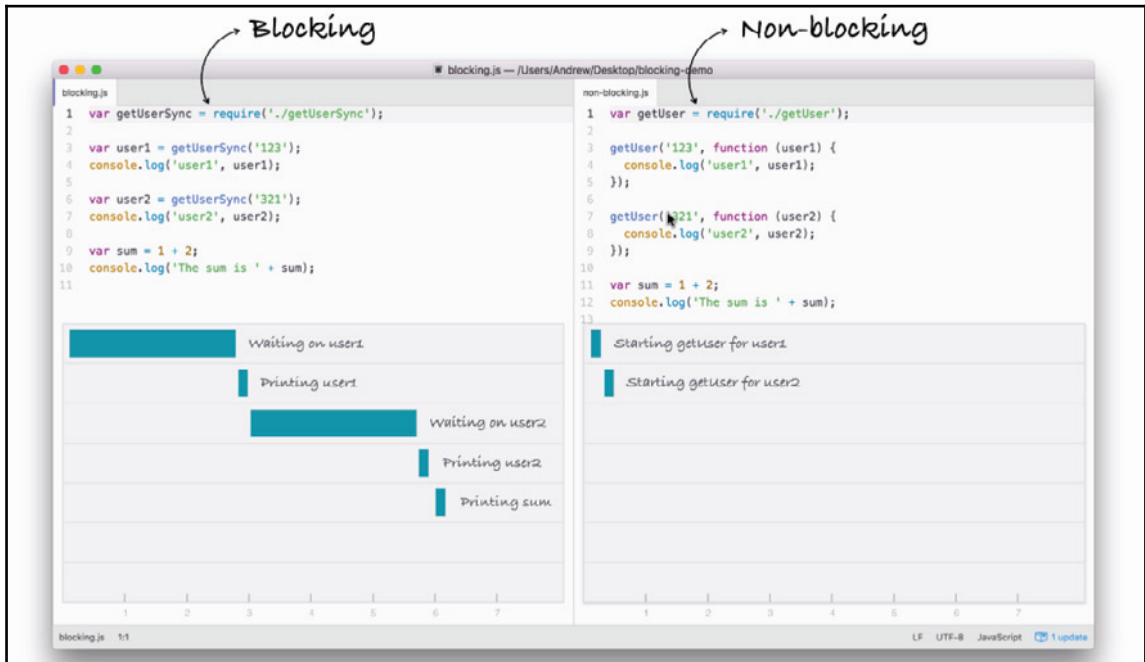 Blocking
Non-blocking
blocking.js — /Users/Andrew/Desktop/blocking-demo
blocking.js
1 var getUserSync = require('./getUserSync');
2
3 var user1 = getUserSync('123');
4 console.log('user1', user1);
5
6 var user2 = getUserSync('321');
7 console.log('user2', user2);
8
9 var sum = 1 + 2;
10 console.log('The sum is ' + sum);
11
Waiting on user1
Printing user1
Waiting on user2
Printing user2
Printing sum
1 2 3 4 5 6 7
non-blocking.js
1 var getUser = require('./getUser');
2
3 getUser('123', function (user1) {
4 console.log('user1', user1);
5 });
6
7 getUser('321', function (user2) {
8 console.log('user2', user2);
9 });
10
11 var sum = 1 + 2;
12 console.log('The sum is ' + sum);
13
Starting getUser for user1
Starting getUser for user2
1 2 3 4 5 6 7
blocking.js 1:1
LF UTF-8 JavaScript 1 update